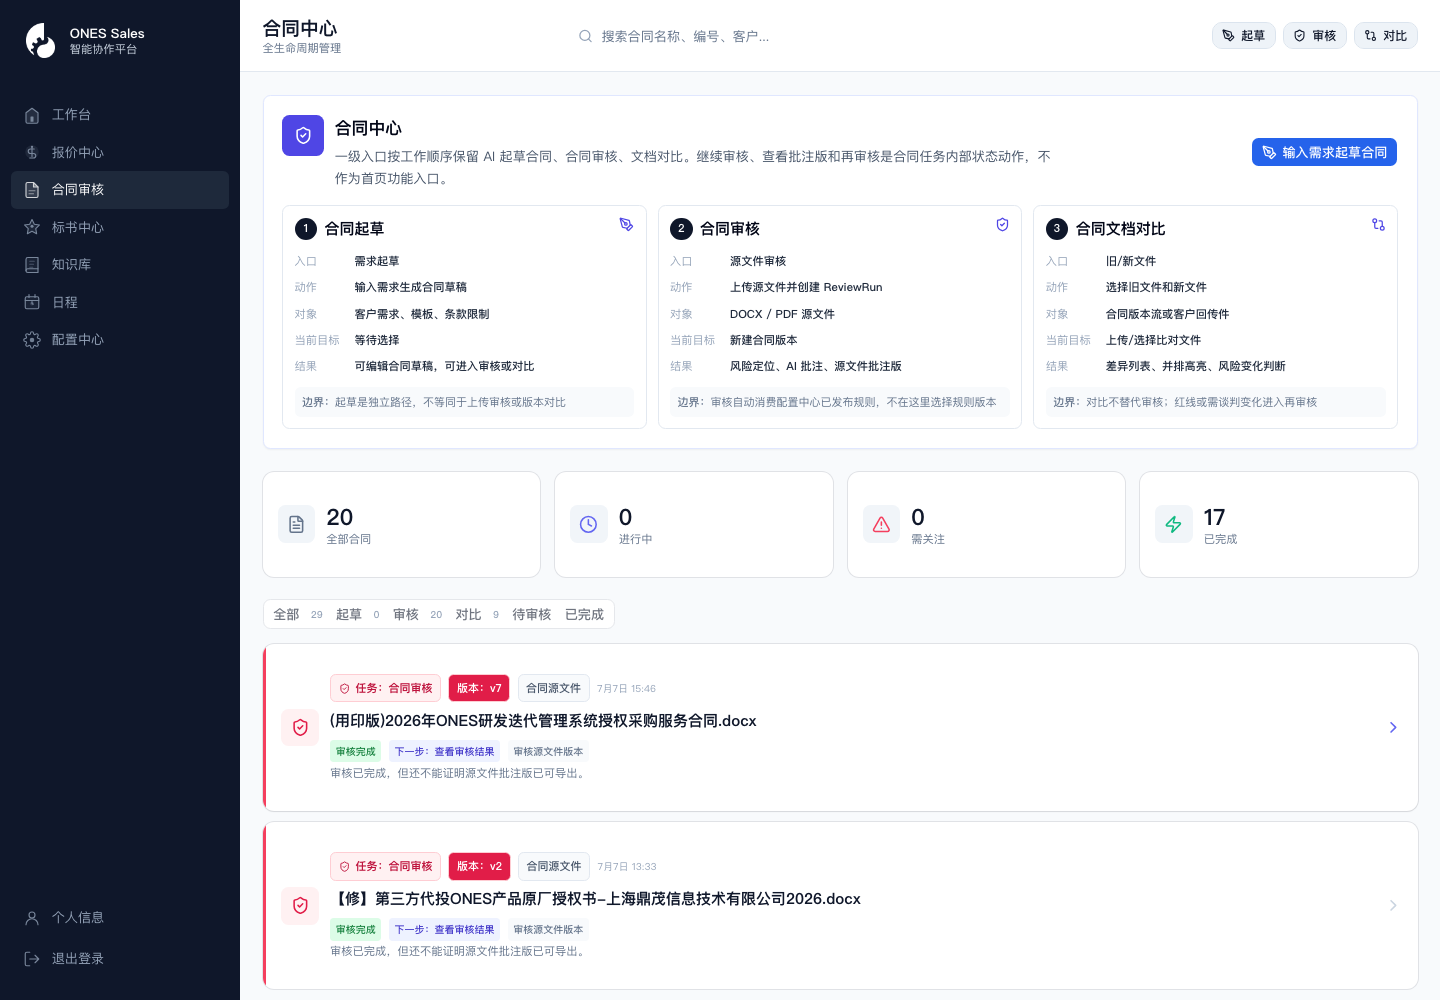 ONES Sales
智能协作平台
工作台
报价中心
合同审核
标书中心
知识库
日程
配置中心
个人信息
退出登录
合同中心
全生命周期管理
搜索合同名称、编号、客户...
起草
审核
对比
合同中心
一级入口按工作顺序保留 AI 起草合同、合同审核、文档对比。继续审核、查看批注版和再审核是合同任务内部状态动作，不
作为首页功能入口。
输入需求起草合同
1 合同起草
入口 需求起草
动作 输入需求生成合同草稿
对象 客户需求、模板、条款限制
当前目标 等待选择
结果 可编辑合同草稿，可进入审核或对比
边界：起草是独立路径，不等同于上传审核或版本对比
2 合同审核
入口 源文件审核
动作 上传源文件并创建 ReviewRun
对象 DOCX / PDF 源文件
当前目标 新建合同版本
结果 风险定位、AI 批注、源文件批注版
边界：审核自动消费配置中心已发布规则，不在这里选择规则版本
3 合同文档对比
入口 旧/新文件
动作 选择旧文件和新文件
对象 合同版本流或客户回传件
当前目标 上传/选择比对文件
结果 差异列表、并排高亮、风险变化判断
边界：对比不替代审核；红线或需谈判变化进入再审核
20
全部合同
0
进行中
0
需关注
17
已完成
全部 29 起草 0 审核 20 对比 9 待审核 已完成
任务：合同审核 版本：v7 合同源文件 7月7日 15:46
(用印版)2026年ONES研发迭代管理系统授权采购服务合同.docx
审核完成 下一步：查看审核结果 审核源文件版本
审核已完成，但还不能证明源文件批注版已可导出。
任务：合同审核 版本：v2 合同源文件 7月7日 13:33
【修】第三方代投ONES产品原厂授权书-上海鼎茂信息技术有限公司2026.docx
审核完成 下一步：查看审核结果 审核源文件版本
审核已完成，但还不能证明源文件批注版已可导出。